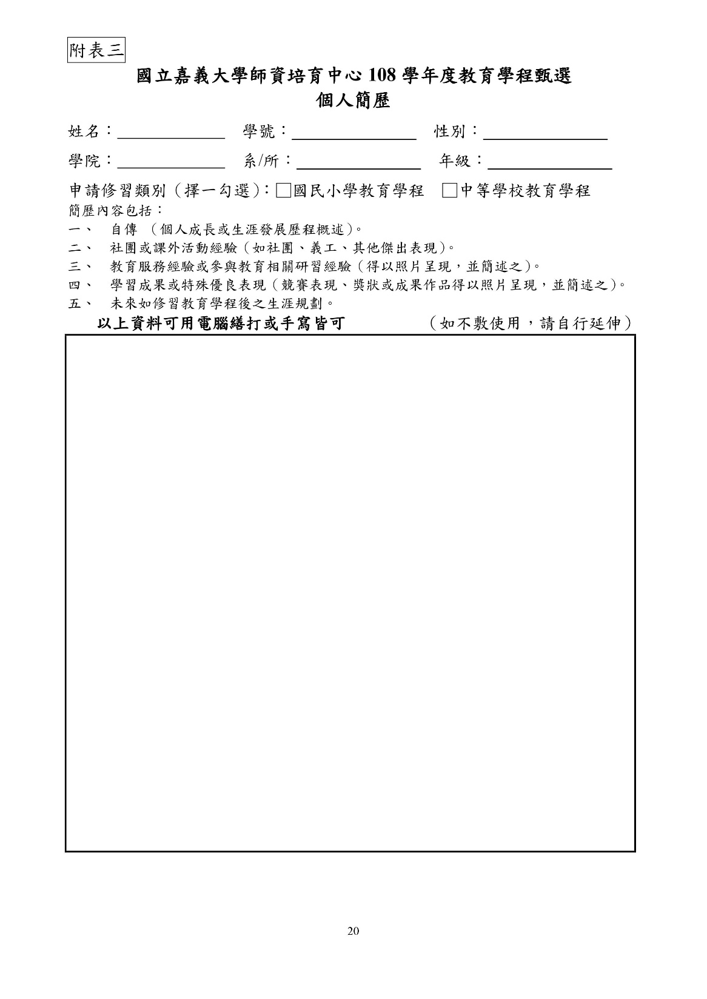 附表三
國立嘉義大學師資培育中心 108 學年度教育學程甄選
個人簡歷
姓名：＿＿＿＿＿＿ 學號：＿＿＿＿＿＿ 性別：＿＿＿＿＿＿
學院：＿＿＿＿＿＿ 系/所：＿＿＿＿＿＿ 年級：＿＿＿＿＿＿
申請修習類別（擇一勾選）：□國民小學教育學程 □中等學校教育學程
簡歷內容包括：
一、 自傳 （個人成長或生涯發展歷程概述）。
二、 社團或課外活動經驗（如社團、義工、其他傑出表現）。
三、 教育服務經驗或參與教育相關研習經驗（得以照片呈現，並簡述之）。
四、 學習成果或特殊優良表現（競賽表現、獎狀或成果作品得以照片呈現，並簡述之）。
五、 未來如修習教育學程後之生涯規劃。
以上資料可用電腦繕打或手寫皆可 （如不敷使用，請自行延伸）
20